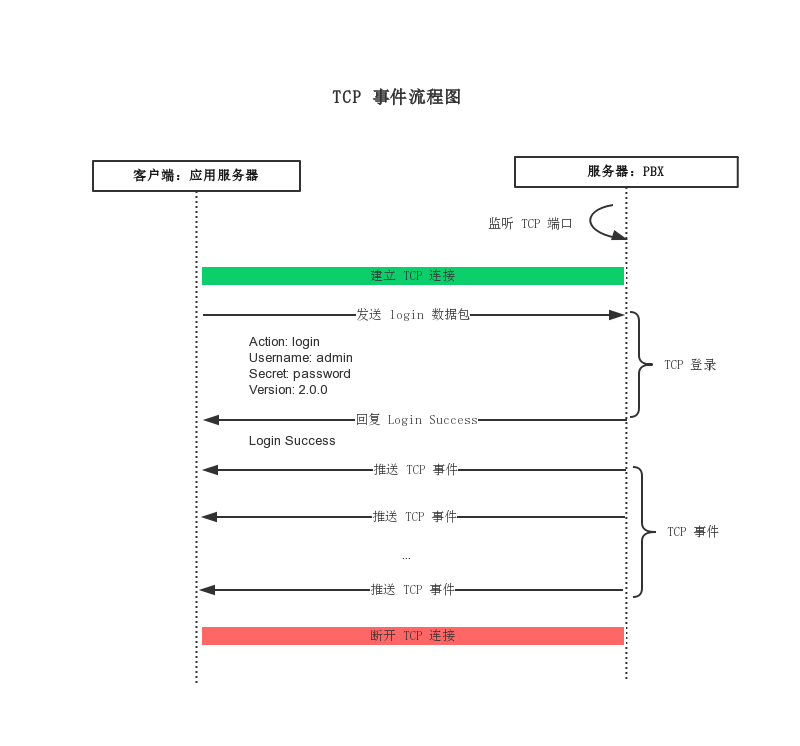 TCP 事件流程图
客户端: 应用服务器
服务器: PBX
监听 TCP 端口
建立 TCP 连接
发送 login 数据包
Action: login
Username: admin
Secret: password
Version: 2.0.0
TCP 登录
回复 Login Success
Login Success
推送 TCP 事件
推送 TCP 事件
TCP 事件
...
推送 TCP 事件
断开 TCP 连接